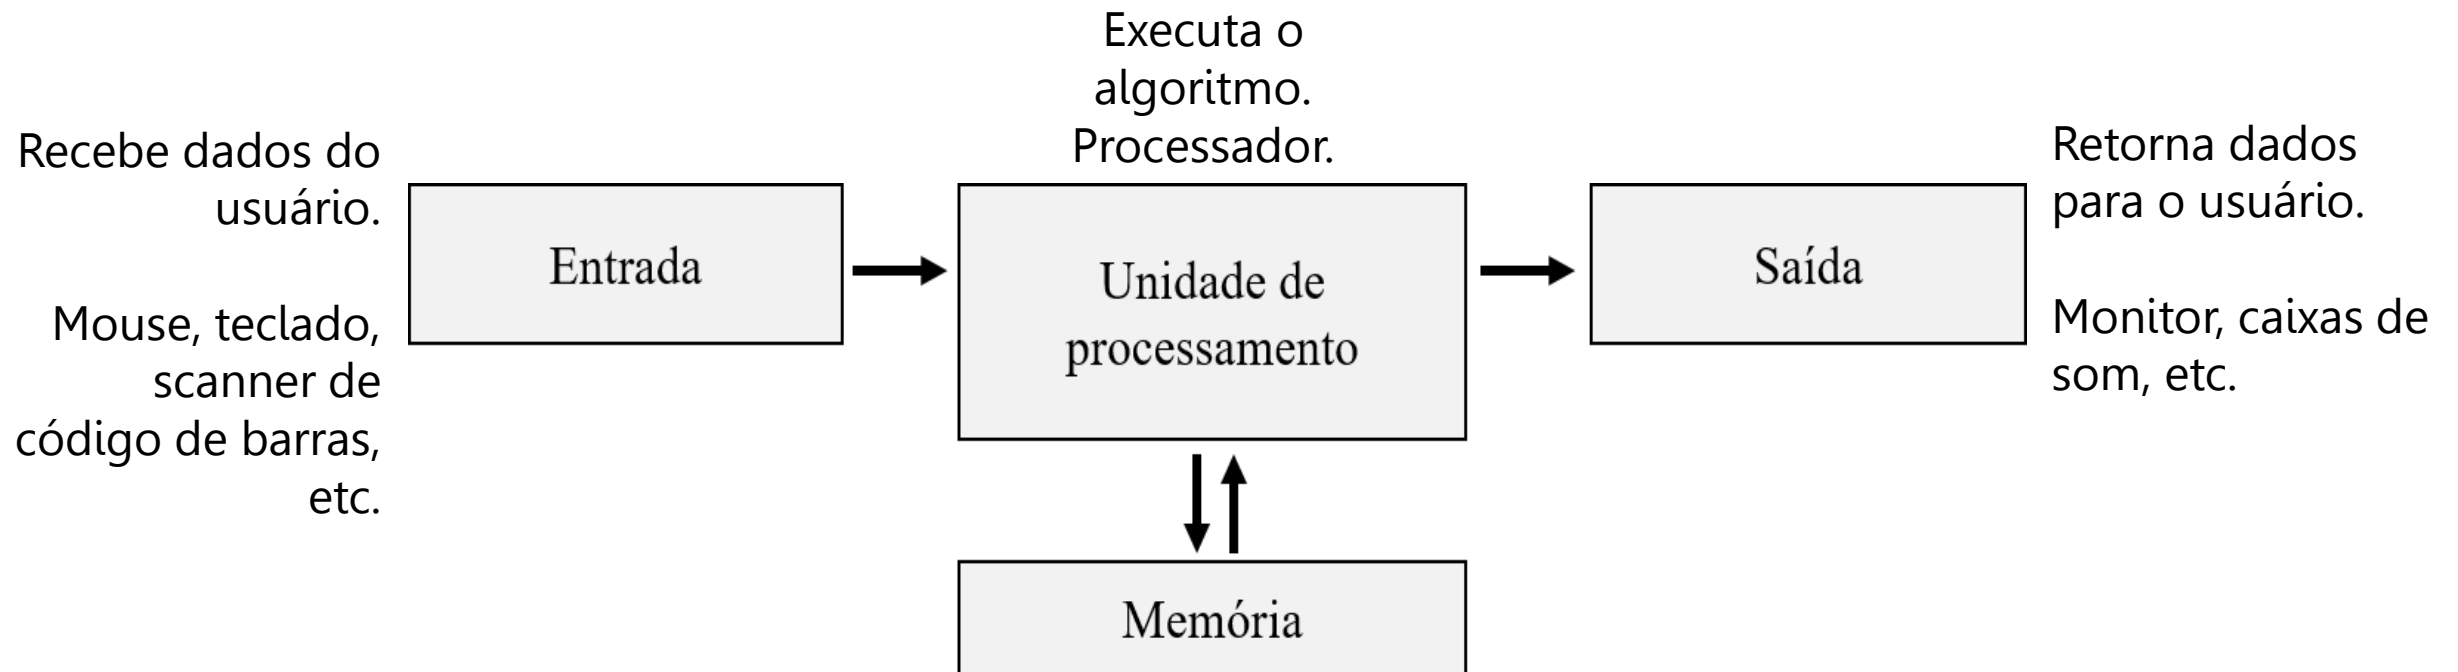 Recebe dados do
usuário.
Mouse, teclado,
scanner de
código de barras,
etc.
Entrada
Executa o
algoritmo.
Processador.
Unidade de
processamento
Memória
Saída
Retorna dados
para o usuário.
Monitor, caixas de
som, etc.